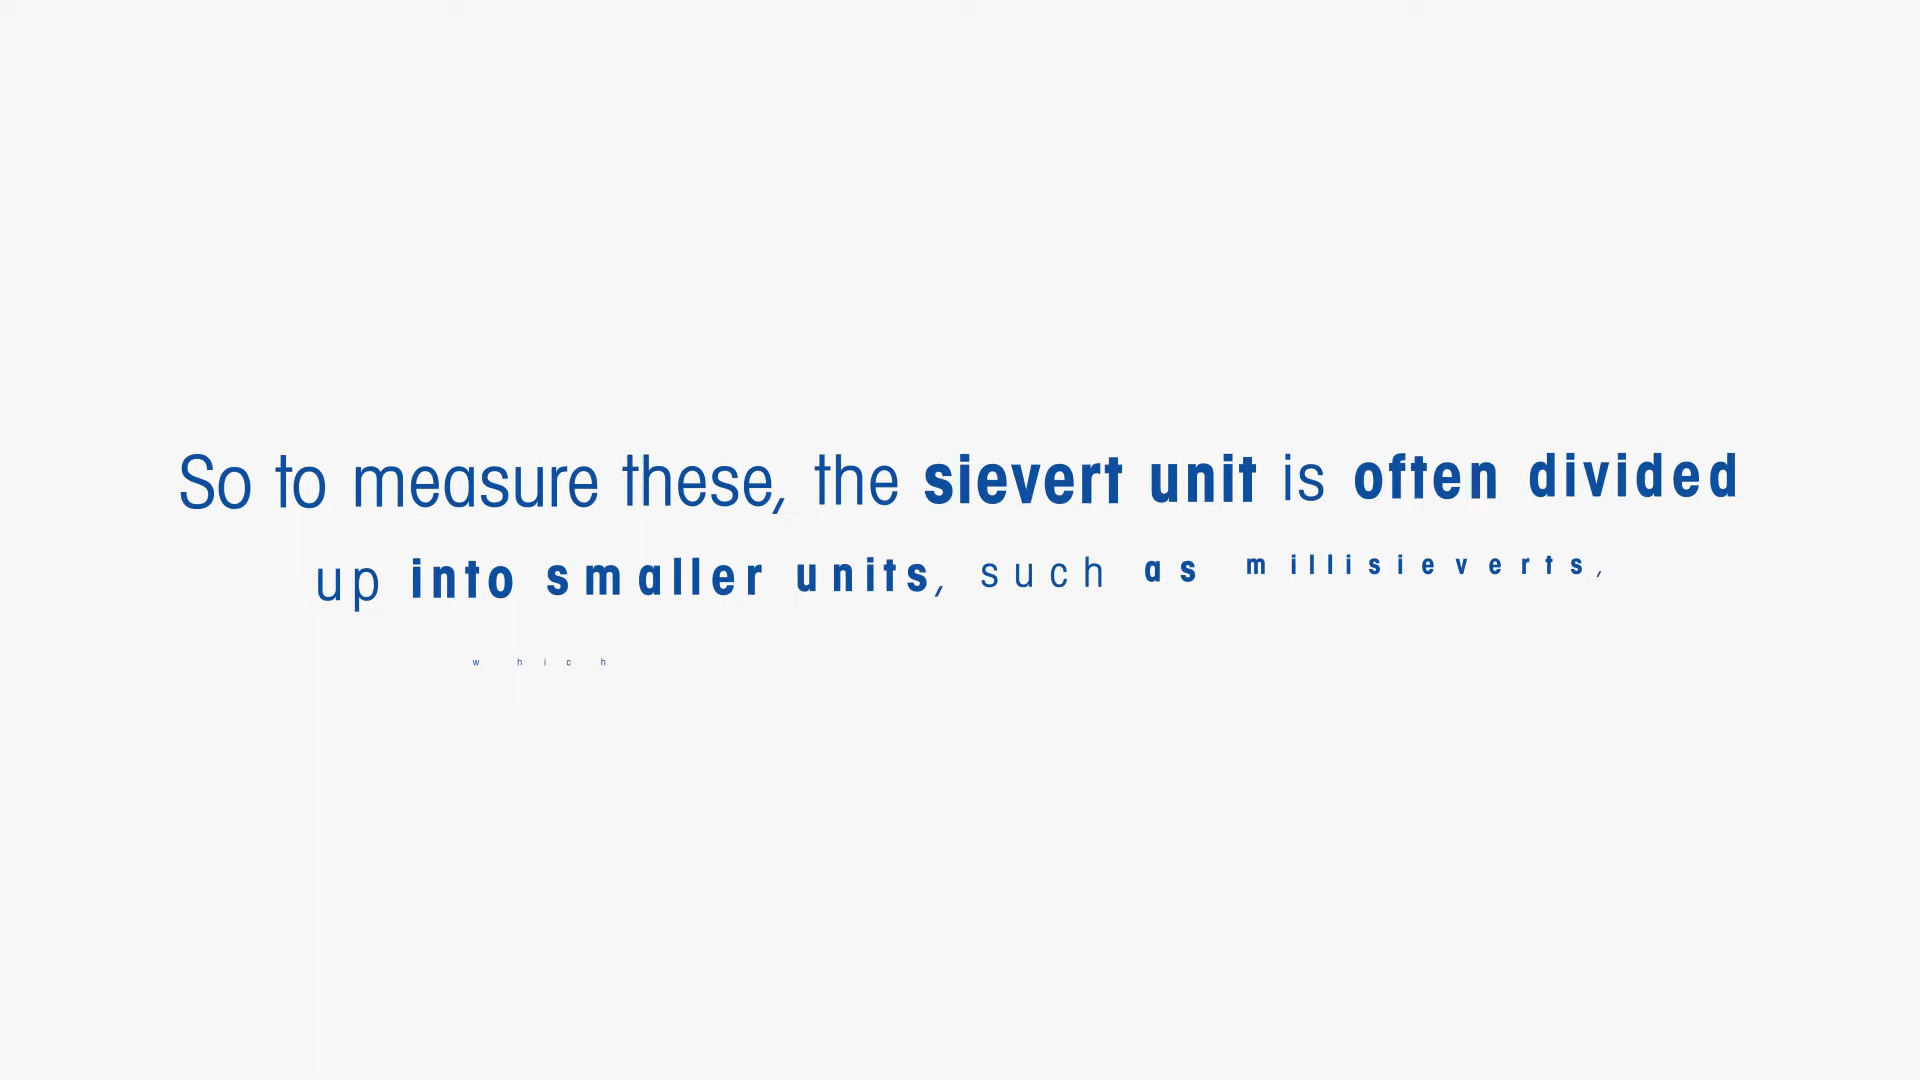 So to measure these, the sievert unit is often divided
up into smaller units, such as millisieverts,
which